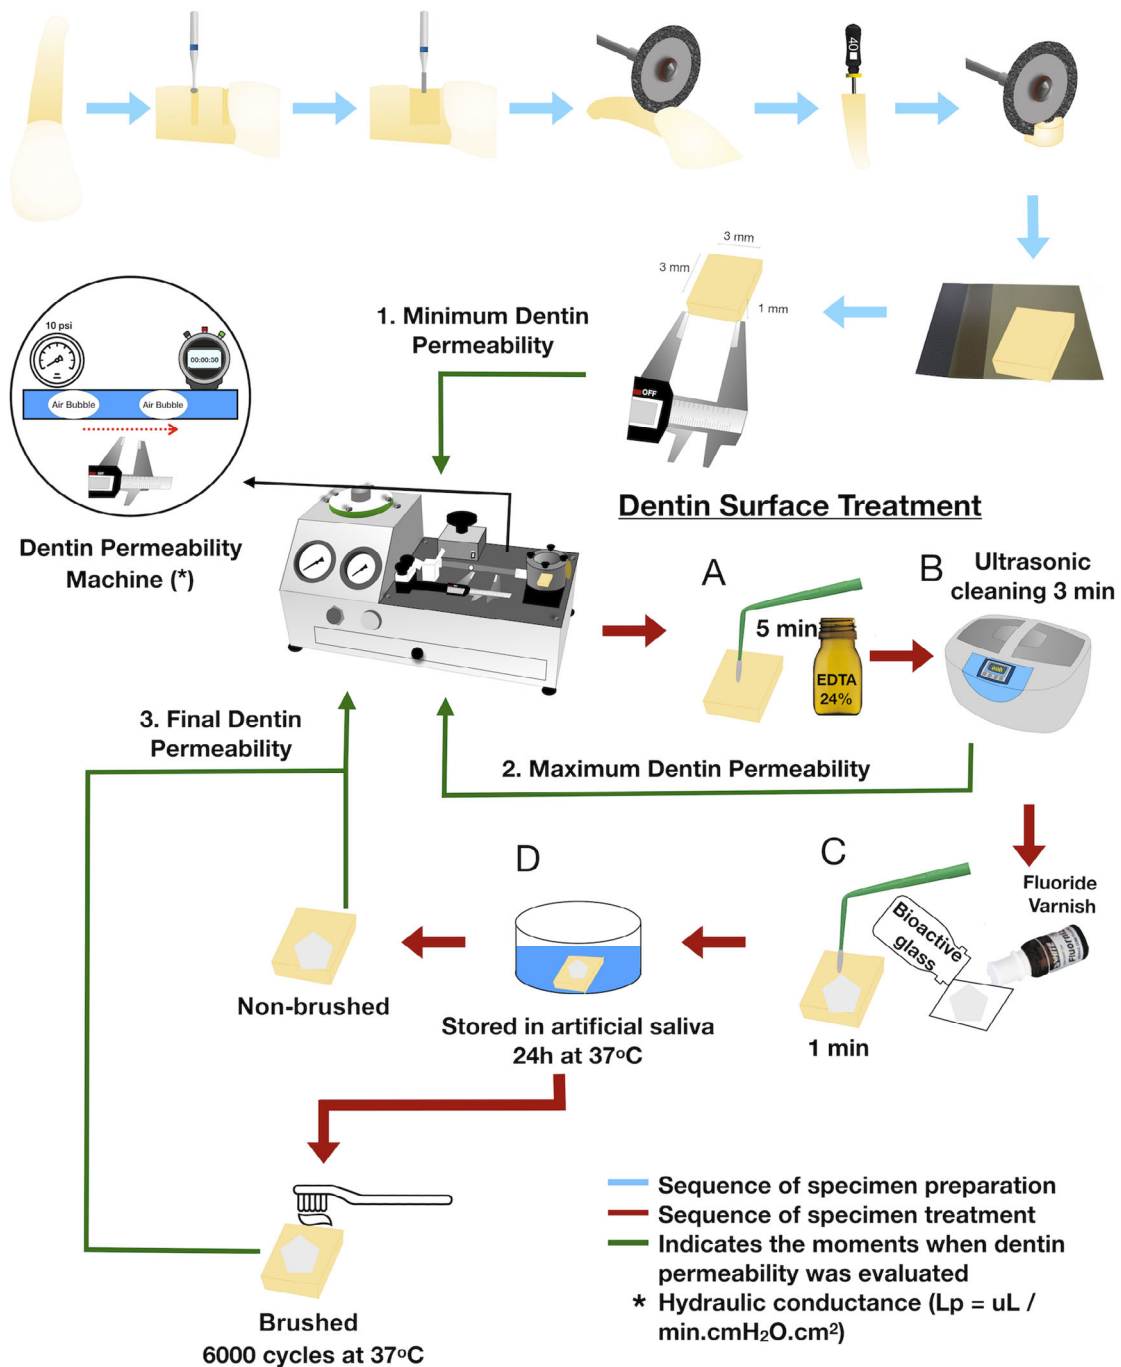 40
3 mm
3 mm
1 mm
OFF
10 psi
00:00:30
Air Bubble
Air Bubble
1. Minimum Dentin
Permeability
Dentin Permeability
Machine (*)
Dentin Surface Treatment
A
5 min
EDTA
24%
B
Ultrasonic
cleaning 3 min
3. Final Dentin
Permeability
2. Maximum Dentin Permeability
C
Fluoride
Varnish
Bioactive
glass
1 min
D
Stored in artificial saliva
24h at 37ºC
Non-brushed
Brushed
6000 cycles at 37ºC
Sequence of specimen preparation
Sequence of specimen treatment
Indicates the moments when dentin
permeability was evaluated
* Hydraulic conductance (Lp = uL /
min.cmH₂O.cm²)